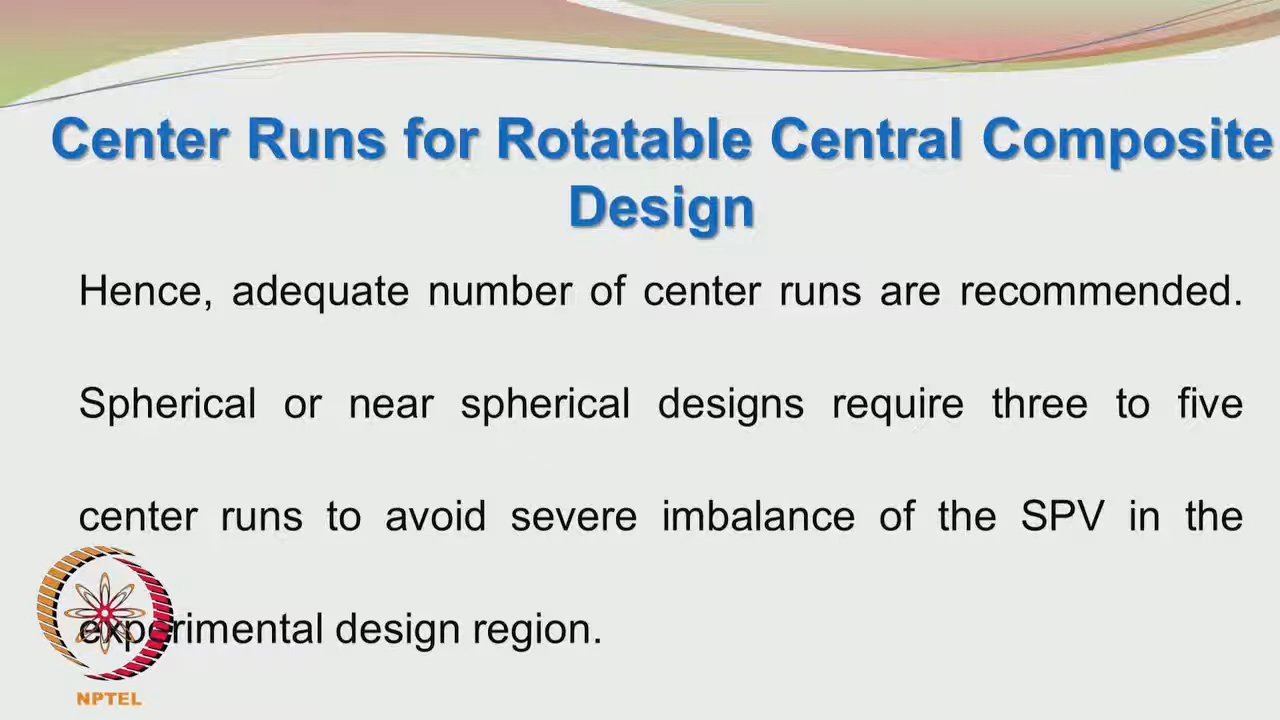 Center Runs for Rotatable Central Composite
Design
Hence, adequate number of center runs are recommended.
Spherical or near spherical designs require three to five
center runs to avoid severe imbalance of the SPV in the
experimental design region.
NPTEL